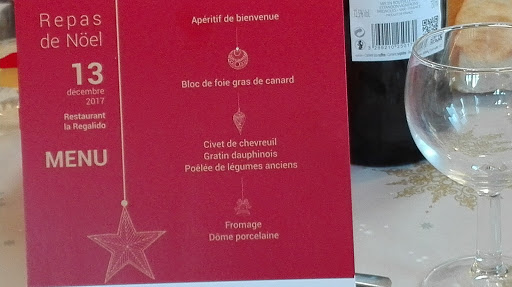 Repas
de Nöel
13
décembre
2017
Restaurant
la Regalido
MENU
Apéritif de bienvenue
Bloc de foie gras de canard
Civet de chevreuil
Gratin dauphinois
Poêlée de légumes anciens
Fromage
Dôme porcelaine